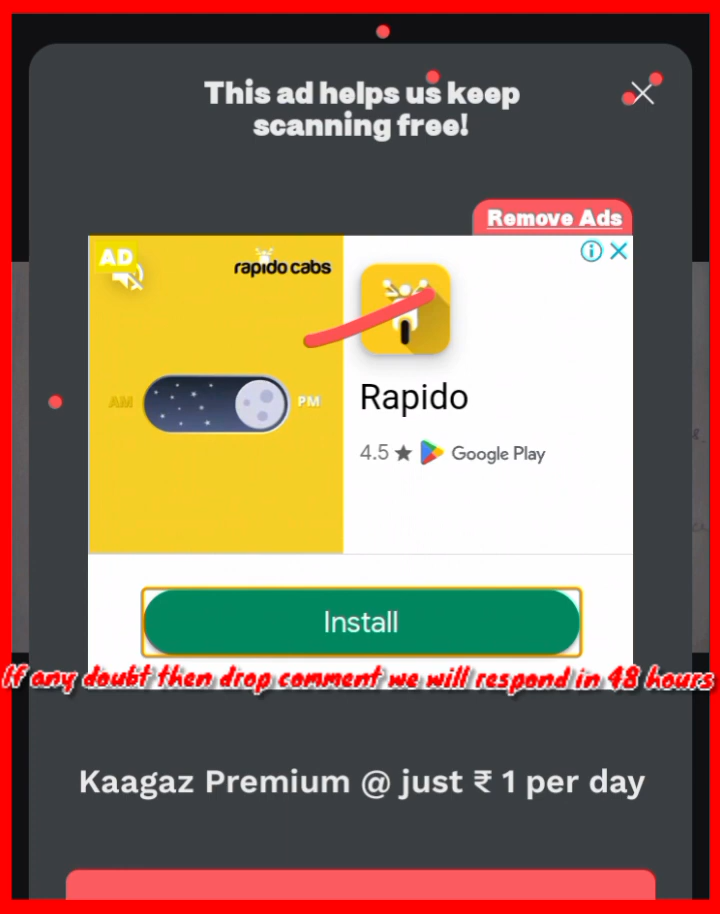 This ad helps us keep
scanning free!
Remove Ads
AD
rapido cabs
AM
PM
Rapido
4.5 ★ Google Play
Install
If any doubt then drop comment we will respond in 48 hours
Kaagaz Premium @ just ₹ 1 per day